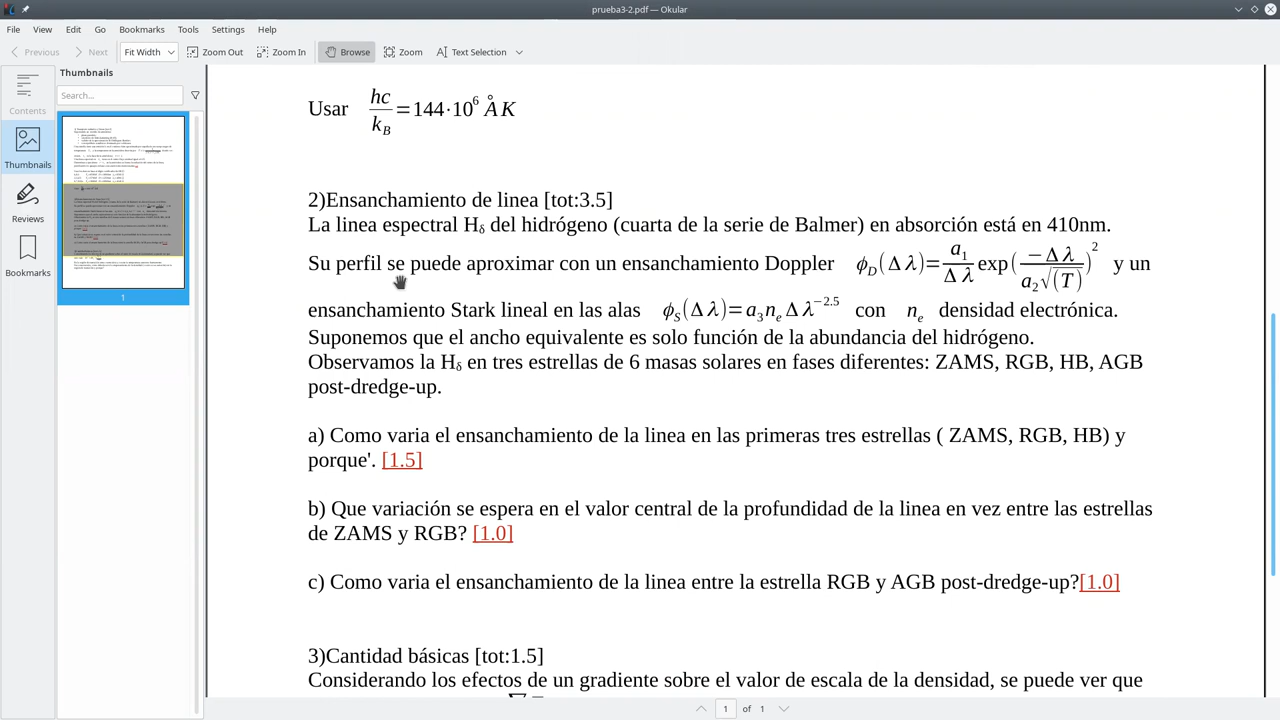 prueba3-2.pdf — Okular
File View Edit Go Bookmarks Tools Settings Help
Previous Next Fit Width Zoom Out Zoom In Browse Zoom Text Selection
Thumbnails
Search...
Contents
Thumbnails
Reviews
Bookmarks
1
Usar hc/k_B = 144·10^6 Å K
2)Ensanchamiento de linea [tot:3.5]
La linea espectral Hδ del hidrógeno (cuarta de la serie de Balmer) en absorción está en 410nm.
Su perfil se puede aproximar con un ensanchamiento Doppler ϕ_D(Δλ)=a_1/Δλ exp(−Δλ/a_2√(T))^2 y un
ensanchamiento Stark lineal en las alas ϕ_S(Δλ)=a_3 n_e Δλ^−2.5 con n_e densidad electrónica.
Suponemos que el ancho equivalente es solo función de la abundancia del hidrógeno.
Observamos la Hδ en tres estrellas de 6 masas solares en fases diferentes: ZAMS, RGB, HB, AGB
post-dredge-up.
a) Como varia el ensanchamiento de la linea en las primeras tres estrellas ( ZAMS, RGB, HB) y
porque'. [1.5]
b) Que variación se espera en el valor central de la profundidad de la linea en vez entre las estrellas
de ZAMS y RGB? [1.0]
c) Como varia el ensanchamiento de la linea entre la estrella RGB y AGB post-dredge-up?[1.0]
3)Cantidad básicas [tot:1.5]
Considerando los efectos de un gradiente sobre el valor de escala de la densidad, se puede ver que
1 of 1